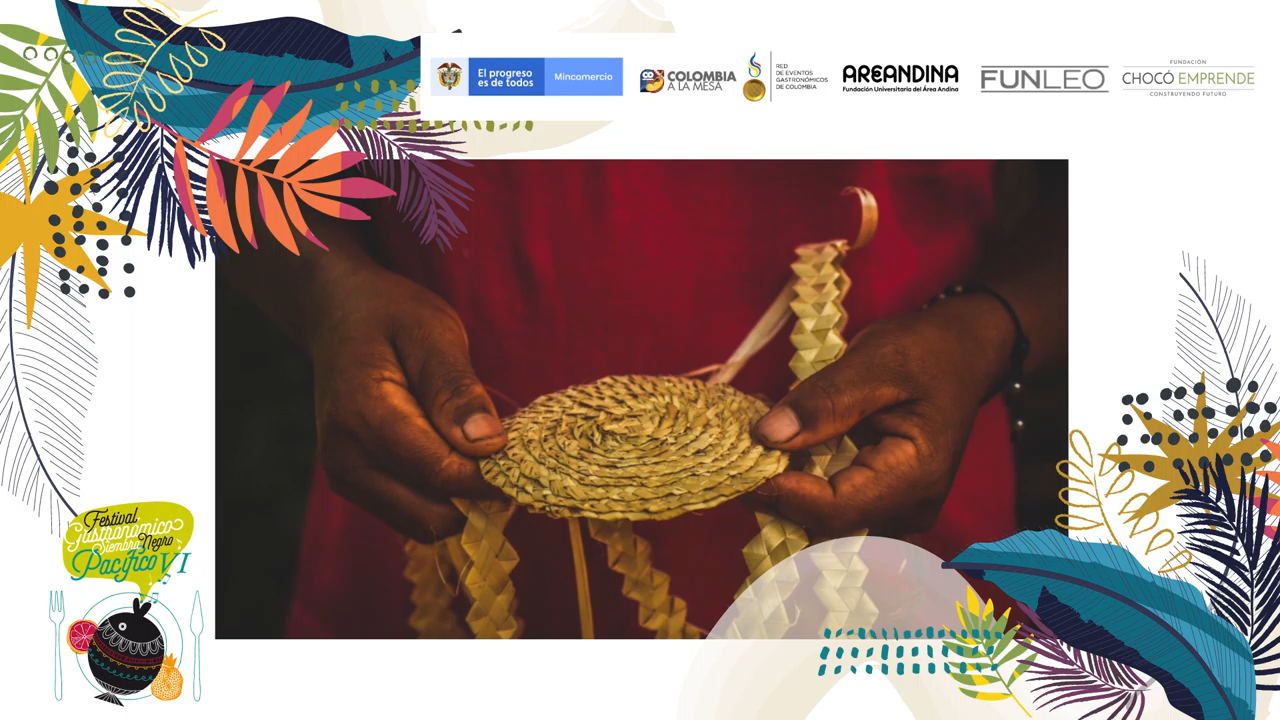 El progreso
es de todos
Mincomercio
COLOMBIA
A LA MESA
RED
DE EVENTOS
GASTRONÓMICOS
DE COLOMBIA
AREANDINA
Fundación Universitaria del Área Andina
FUNLEO
FUNDACIÓN
CHOCÓ EMPRENDE
CONSTRUYENDO FUTURO
Festival
Gastronómico
Siembra Negro
Pacífico VI